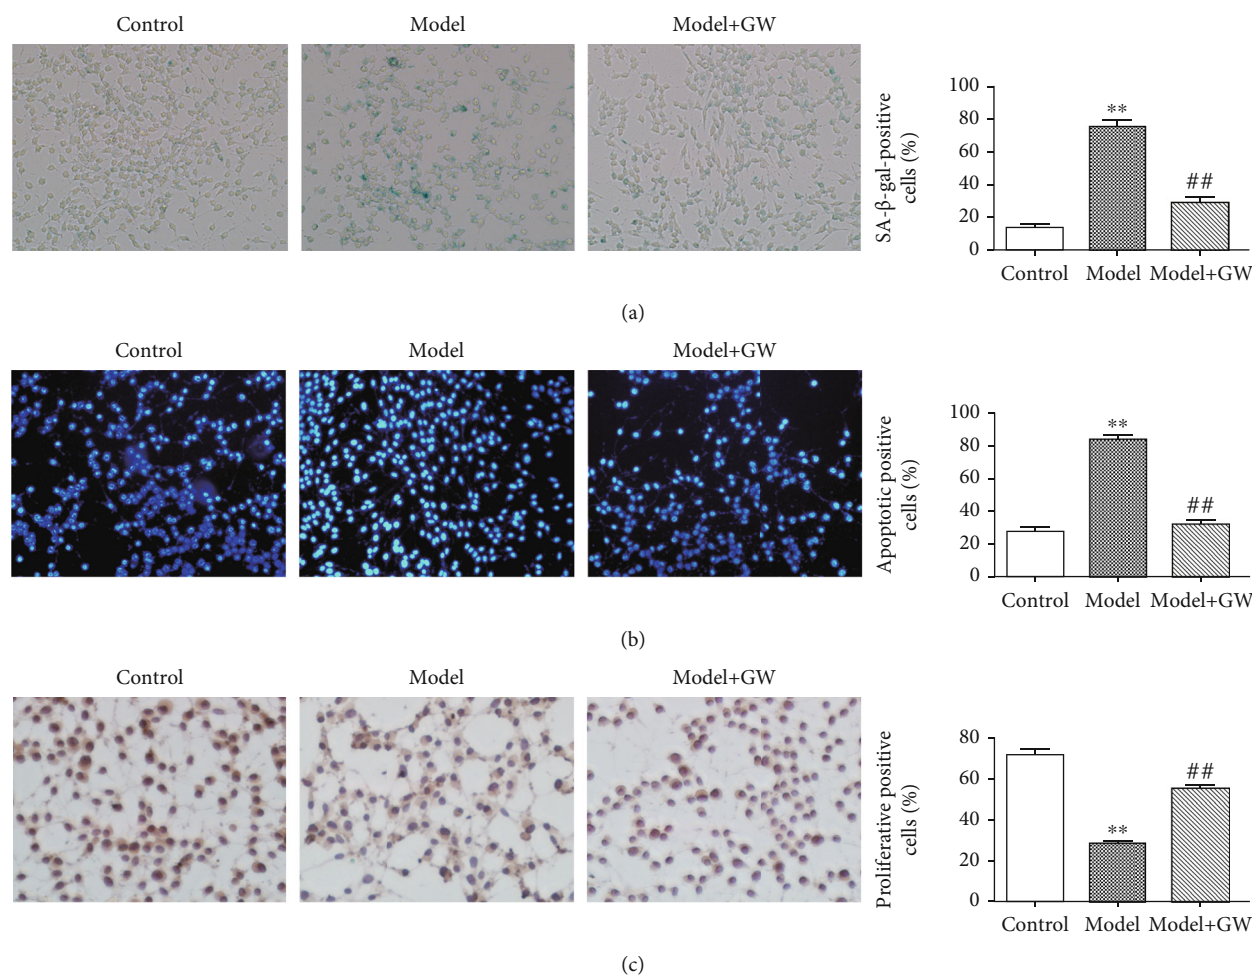 Control Model Model+GW
SA-β-gal-positive
cells (%)
100
80
60
40
20
0
**
##
Control Model Model+GW
(a)
Control Model Model+GW
Apoptotic positive
cells (%)
100
80
60
40
20
0
**
##
Control Model Model+GW
(b)
Control Model Model+GW
Proliferative positive
cells (%)
80
60
40
20
0
**
##
Control Model Model+GW
(c)